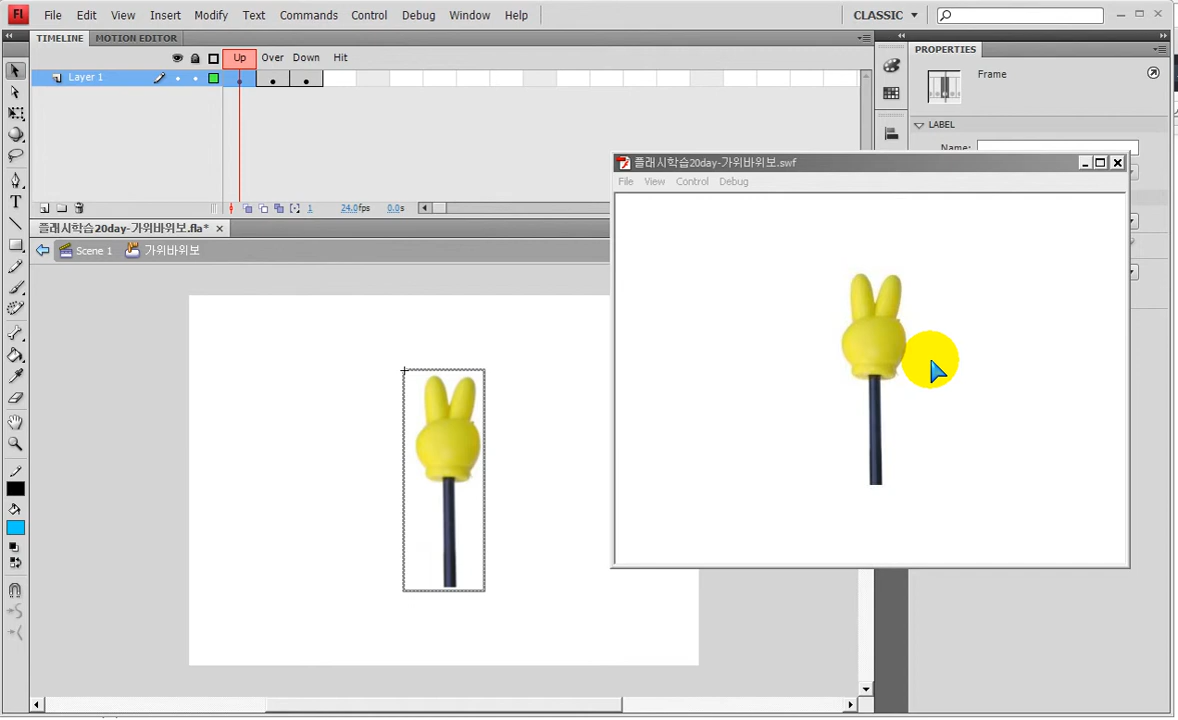 Fl File Edit View Insert Modify Text Commands Control Debug Window Help CLASSIC
TIMELINE MOTION EDITOR
PROPERTIES
Up Over Down Hit
Layer 1
Frame
LABEL
Name:
1 24.0fps 0.0s
플래시학습20day-가위바위보.fla*
Scene 1 가위바위보
플래시학습20day-가위바위보.swf
File View Control Debug
T